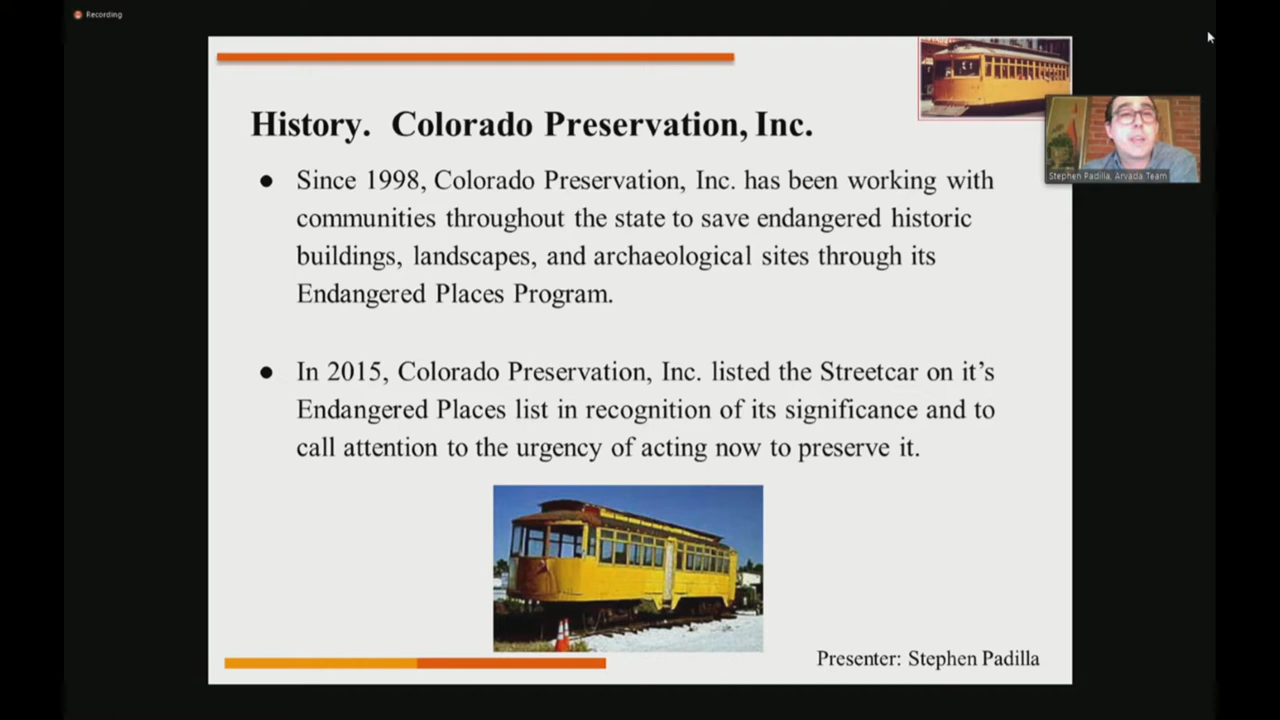 Recording
History. Colorado Preservation, Inc.
● Since 1998, Colorado Preservation, Inc. has been working with
communities throughout the state to save endangered historic
buildings, landscapes, and archaeological sites through its
Endangered Places Program.
● In 2015, Colorado Preservation, Inc. listed the Streetcar on it’s
Endangered Places list in recognition of its significance and to
call attention to the urgency of acting now to preserve it.
Stephen Padilla, Arvada Team
Presenter: Stephen Padilla